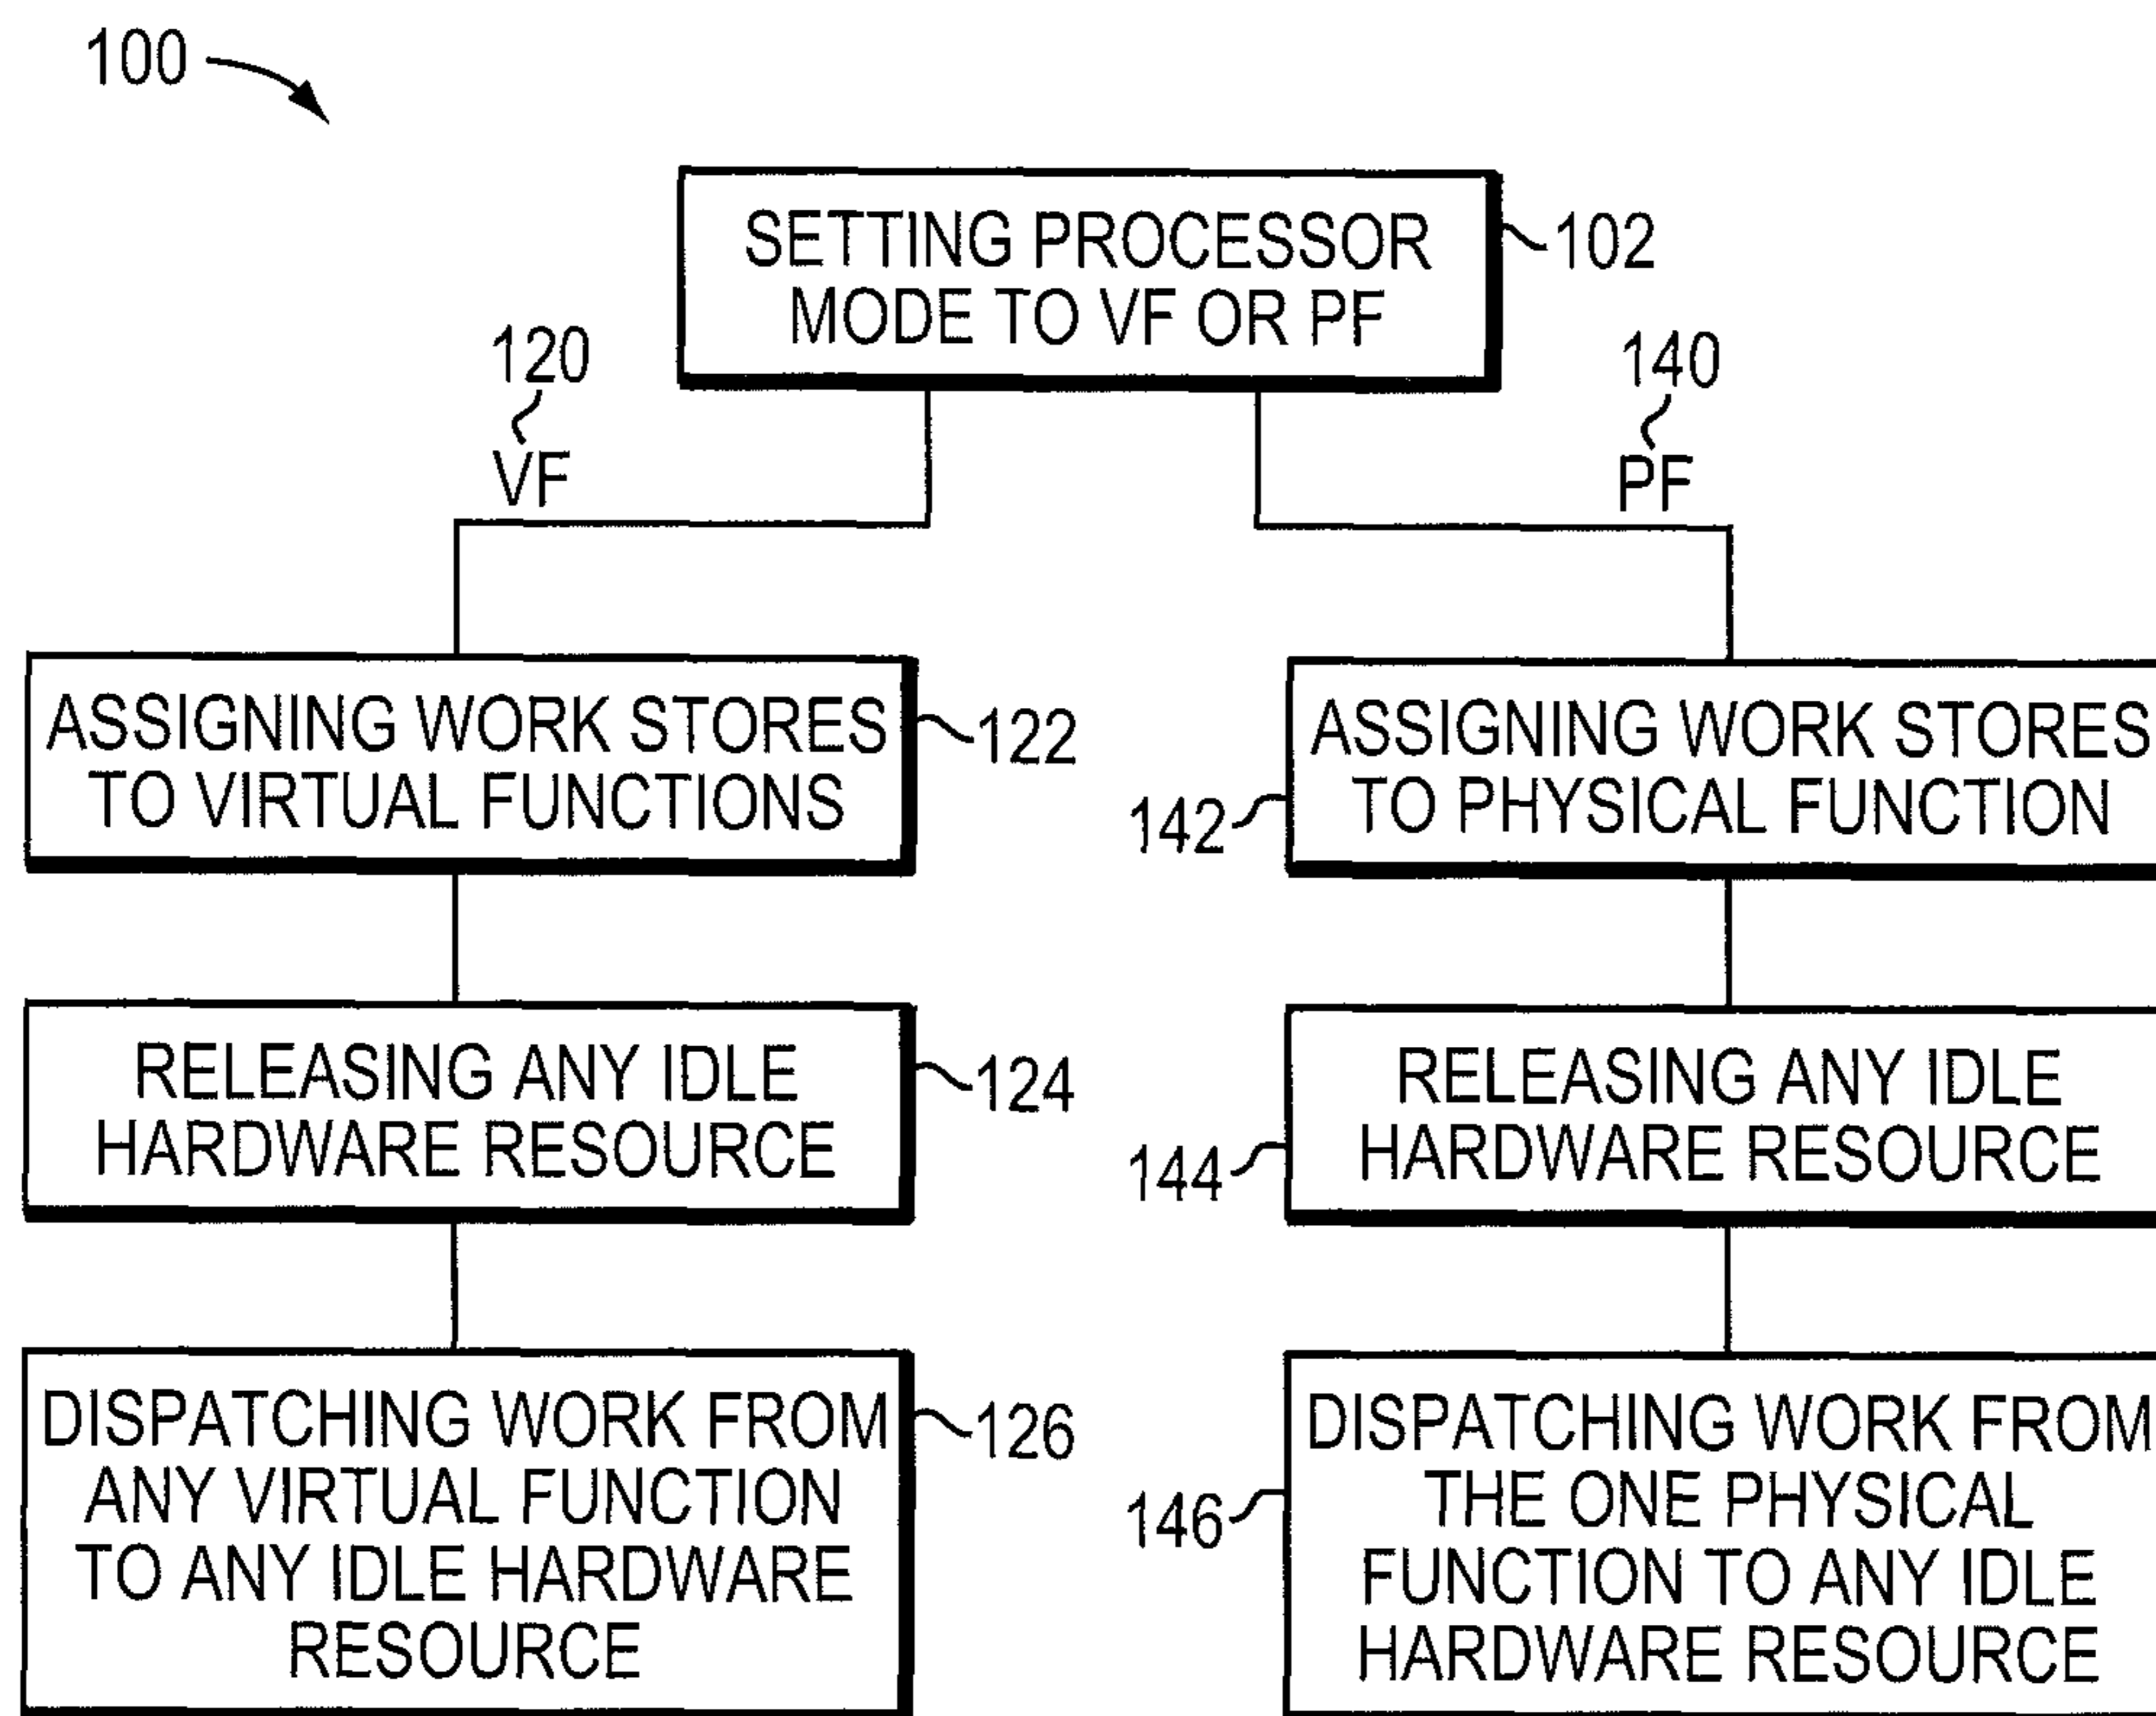 100
SETTING PROCESSOR
MODE TO VF OR PF
102
120
VF
140
PF
ASSIGNING WORK STORES
TO VIRTUAL FUNCTIONS
122
142
ASSIGNING WORK STORES
TO PHYSICAL FUNCTION
RELEASING ANY IDLE
HARDWARE RESOURCE
124
144
RELEASING ANY IDLE
HARDWARE RESOURCE
DISPATCHING WORK FROM
ANY VIRTUAL FUNCTION
TO ANY IDLE HARDWARE
RESOURCE
126
146
DISPATCHING WORK FROM
THE ONE PHYSICAL
FUNCTION TO ANY IDLE
HARDWARE RESOURCE